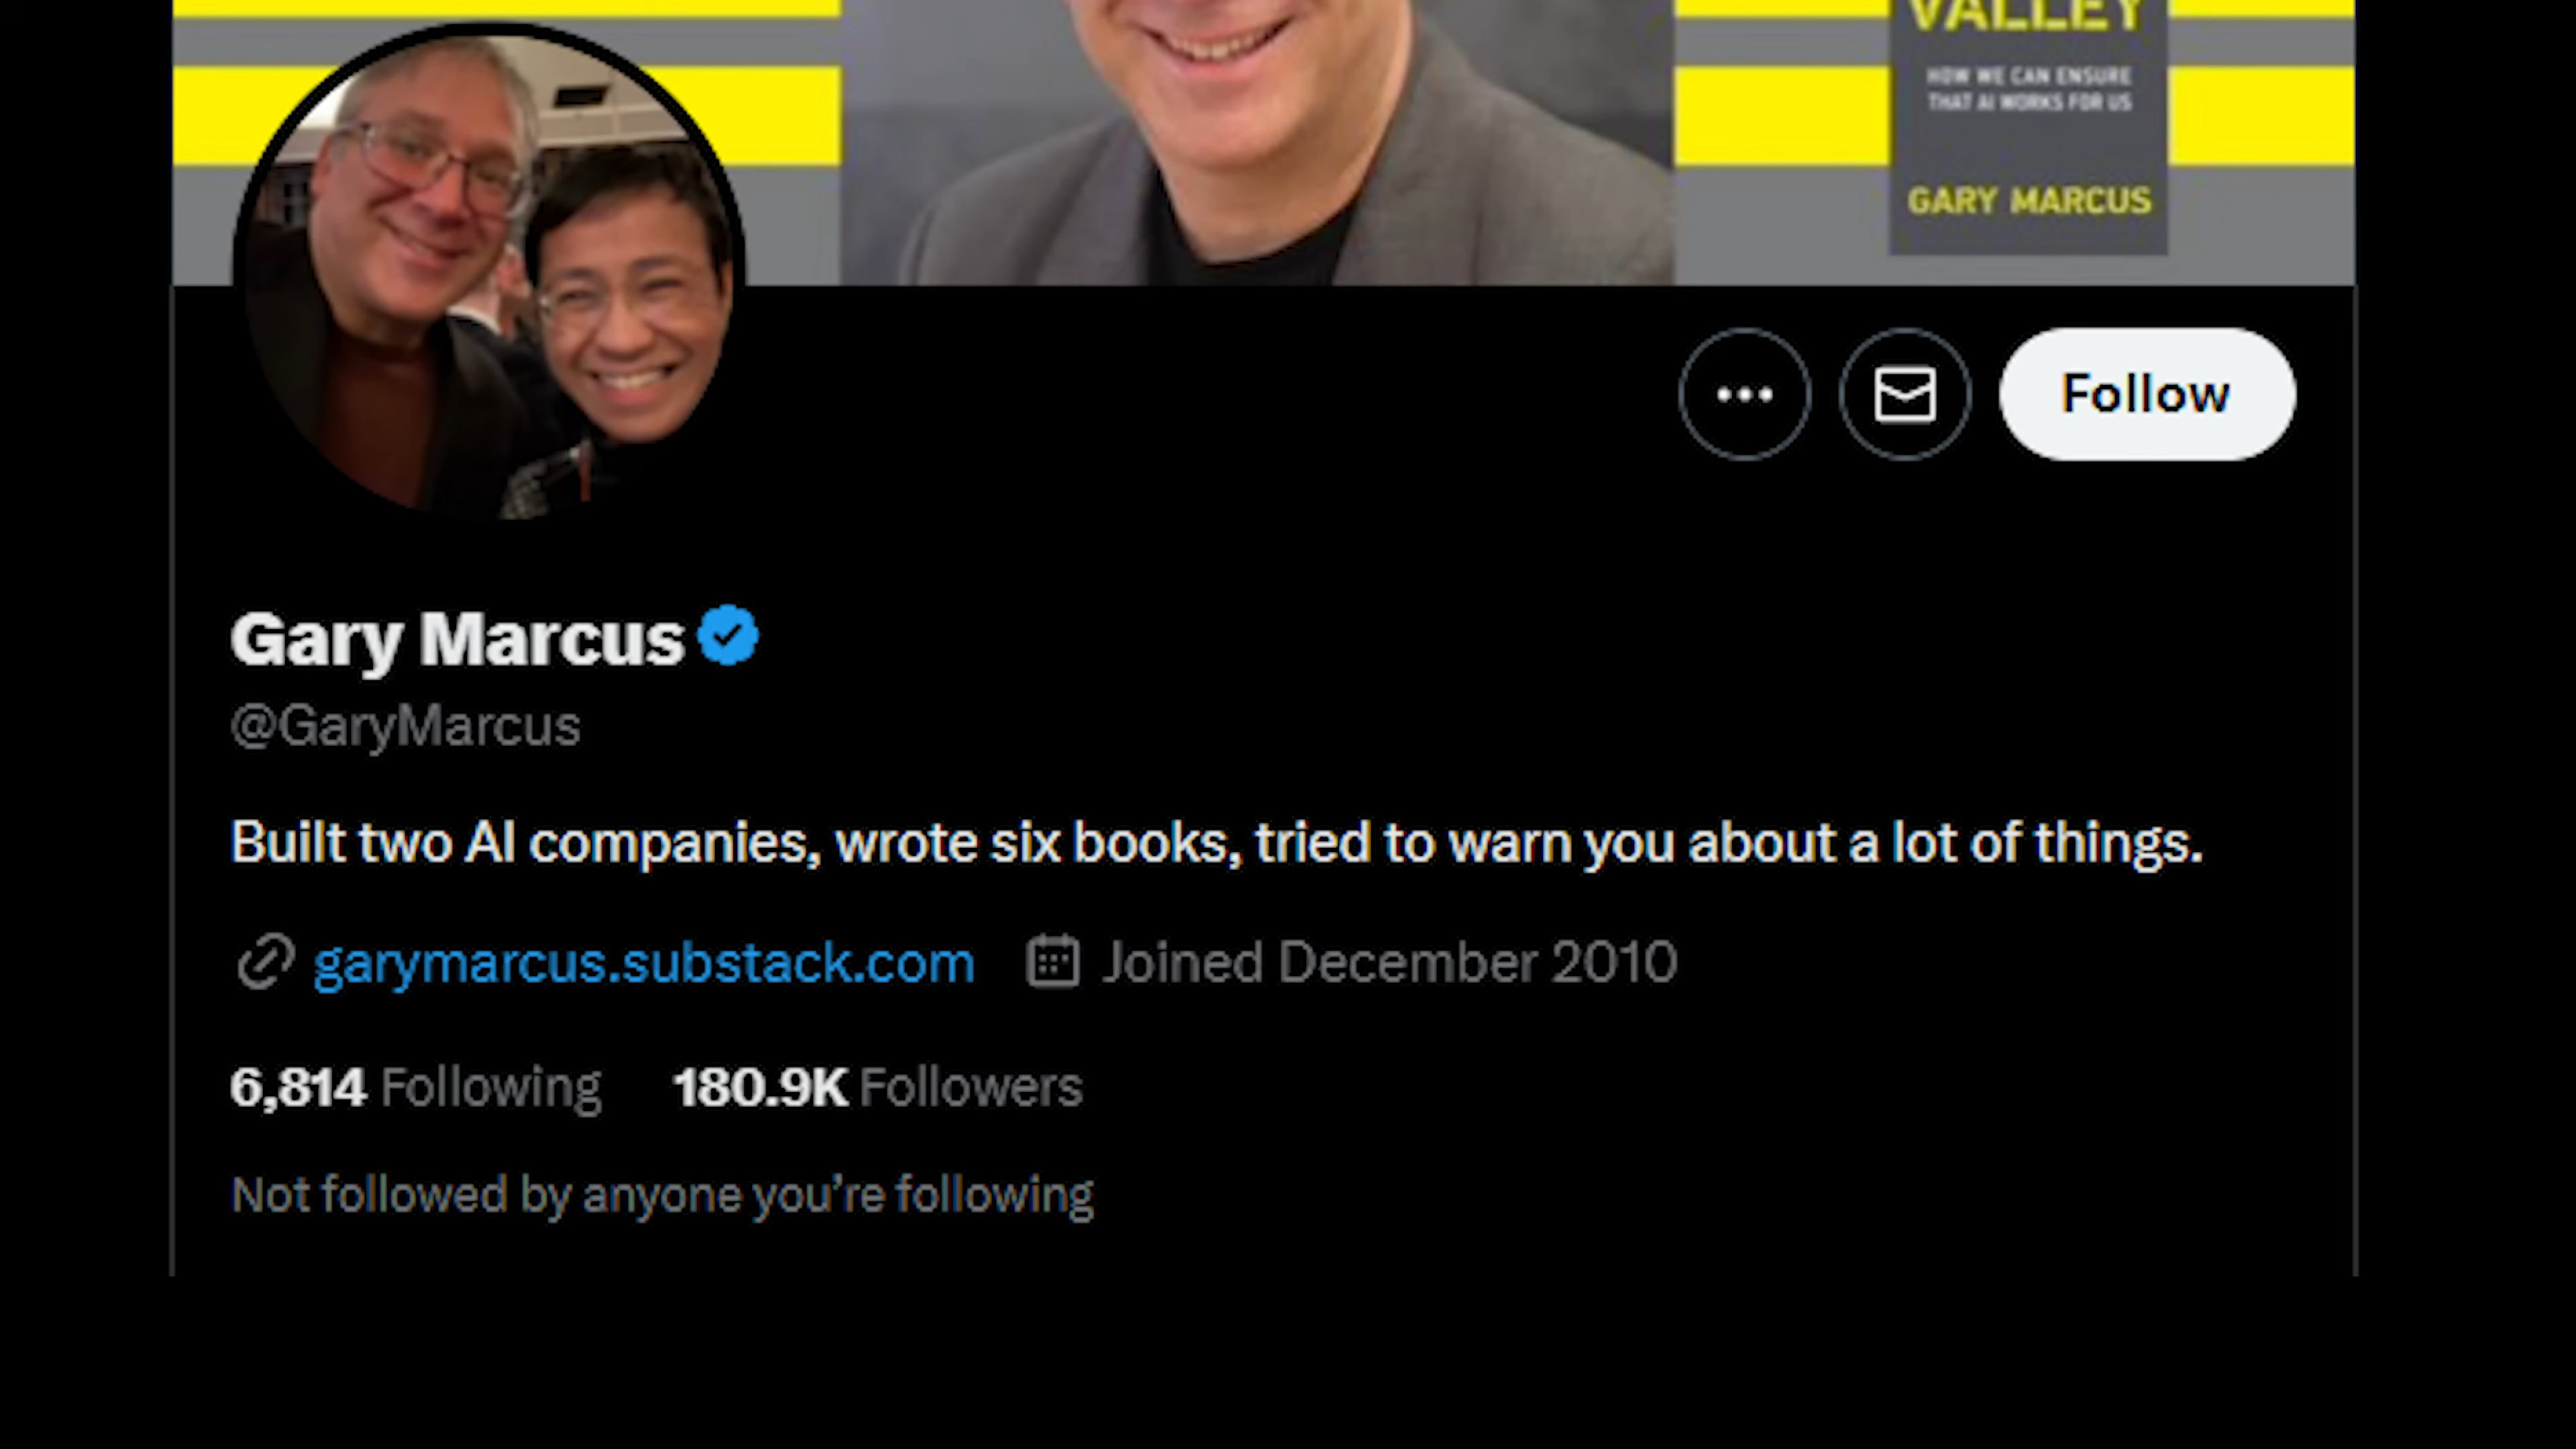 VALLEY
HOW WE CAN ENSURE
THAT AI WORKS FOR US
GARY MARCUS
Follow
Gary Marcus
@GaryMarcus
Built two AI companies, wrote six books, tried to warn you about a lot of things.
garymarcus.substack.com Joined December 2010
6,814 Following 180.9K Followers
Not followed by anyone you're following